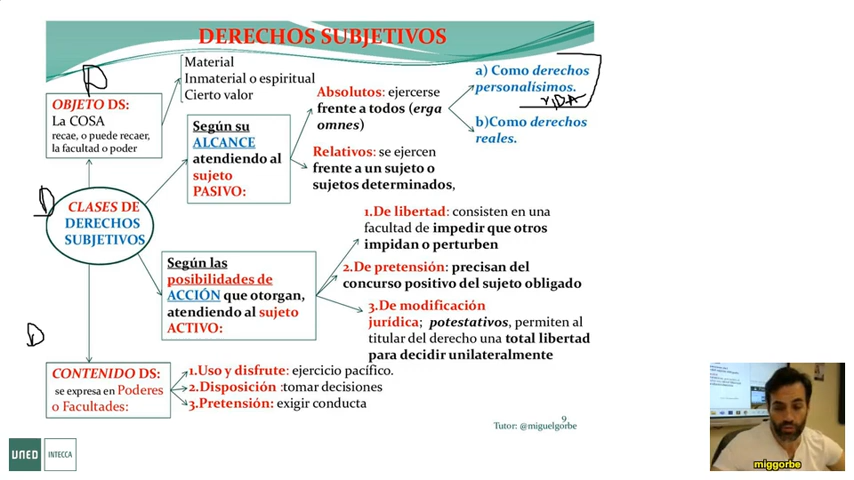 DERECHOS SUBJETIVOS
D
OBJETO DS:
La COSA
recae, o puede recaer,
la facultad o poder
Material
Inmaterial o espiritual
Cierto valor
Según su
ALCANCE
atendiendo al
sujeto
PASIVO:
Absolutos: ejercerse
frente a todos (erga
omnes)
a) Como derechos
personalísimos.
VIDA
b)Como derechos
reales.
Relativos: se ejercen
frente a un sujeto o
sujetos determinados,
D
CLASES DE
DERECHOS
SUBJETIVOS
Según las
posibilidades de
ACCIÓN que otorgan,
atendiendo al sujeto
ACTIVO:
1.De libertad: consisten en una
facultad de impedir que otros
impidan o perturben
2.De pretensión: precisan del
concurso positivo del sujeto obligado
3.De modificación
jurídica; potestativos, permiten al
titular del derecho una total libertad
para decidir unilateralmente
D
CONTENIDO DS:
se expresa en Poderes
o Facultades:
1.Uso y disfrute: ejercicio pacífico.
2.Disposición :tomar decisiones
3.Pretensión: exigir conducta
9
Tutor: @miguelgorbe
UNED
INTECCA
miggorbe